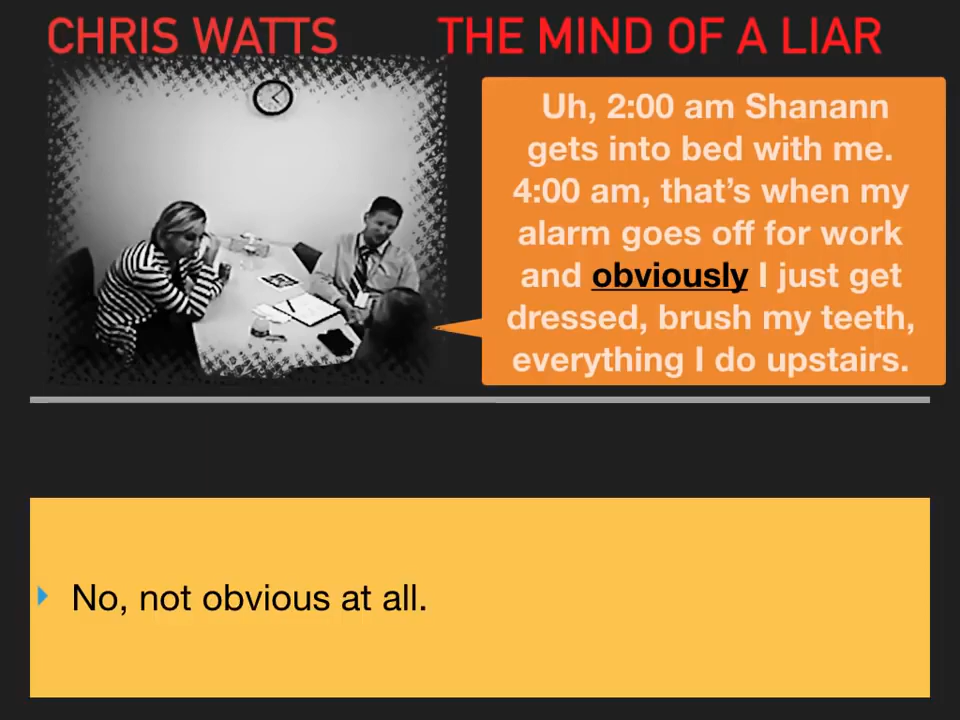 CHRIS WATTS THE MIND OF A LIAR
Uh, 2:00 am Shanann
gets into bed with me.
4:00 am, that’s when my
alarm goes off for work
and obviously I just get
dressed, brush my teeth,
everything I do upstairs.
No, not obvious at all.